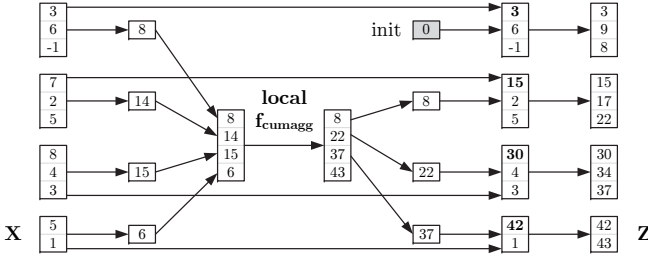 3 3 3
6 8 init 0 6 9
-1 -1 8
7 15 15
2 14 local 8 2 17
5 8 f_cumagg 8 5 22
14 22
8 15 37 30 30
4 15 6 43 22 4 34
3 3 37
5 42 42
X 6 37 Z
1 1 43